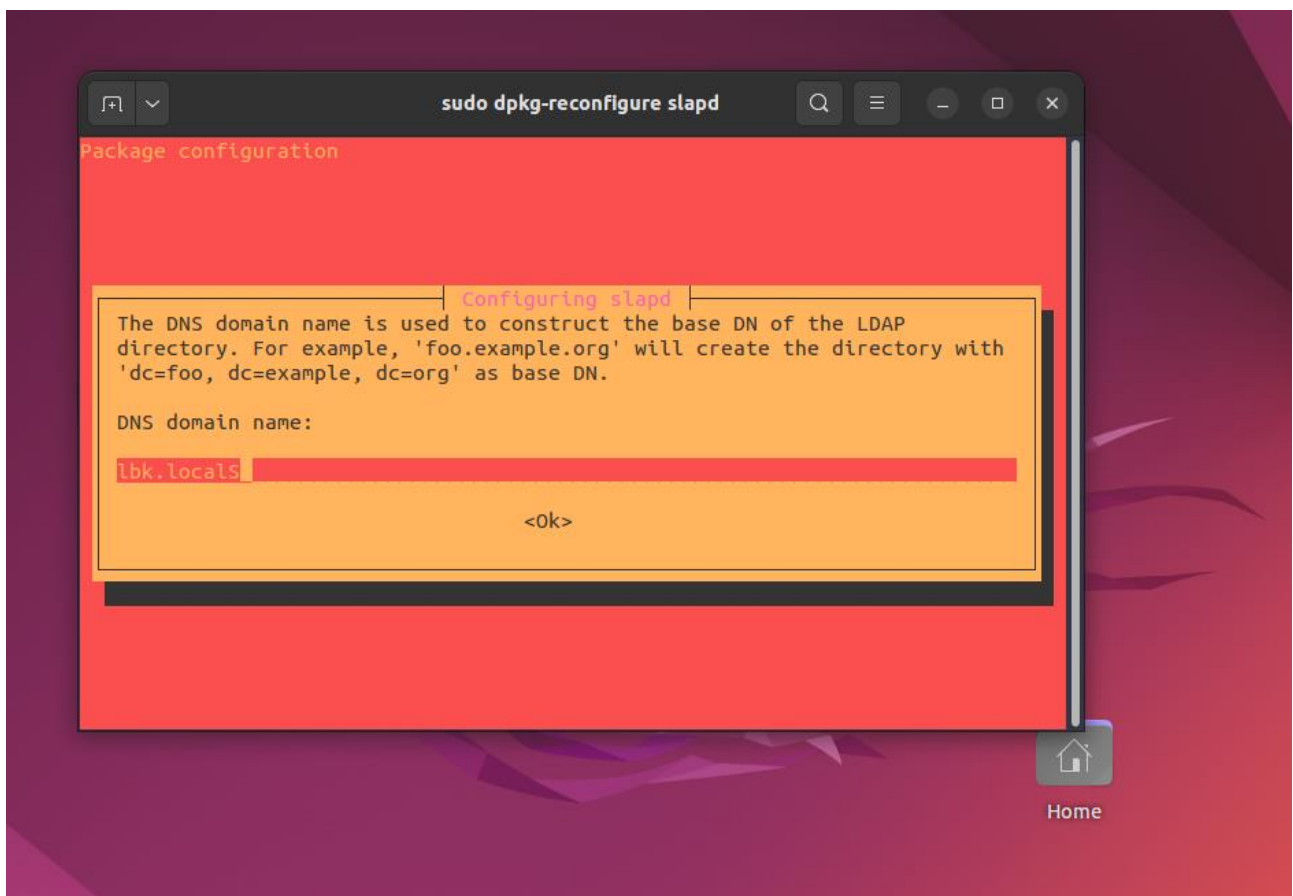 sudo dpkg-reconfigure slapd
Package configuration
Configuring slapd
The DNS domain name is used to construct the base DN of the LDAP
directory. For example, 'foo.example.org' will create the directory with
'dc=foo, dc=example, dc=org' as base DN.
DNS domain name:
lbk.localS
<Ok>
Home